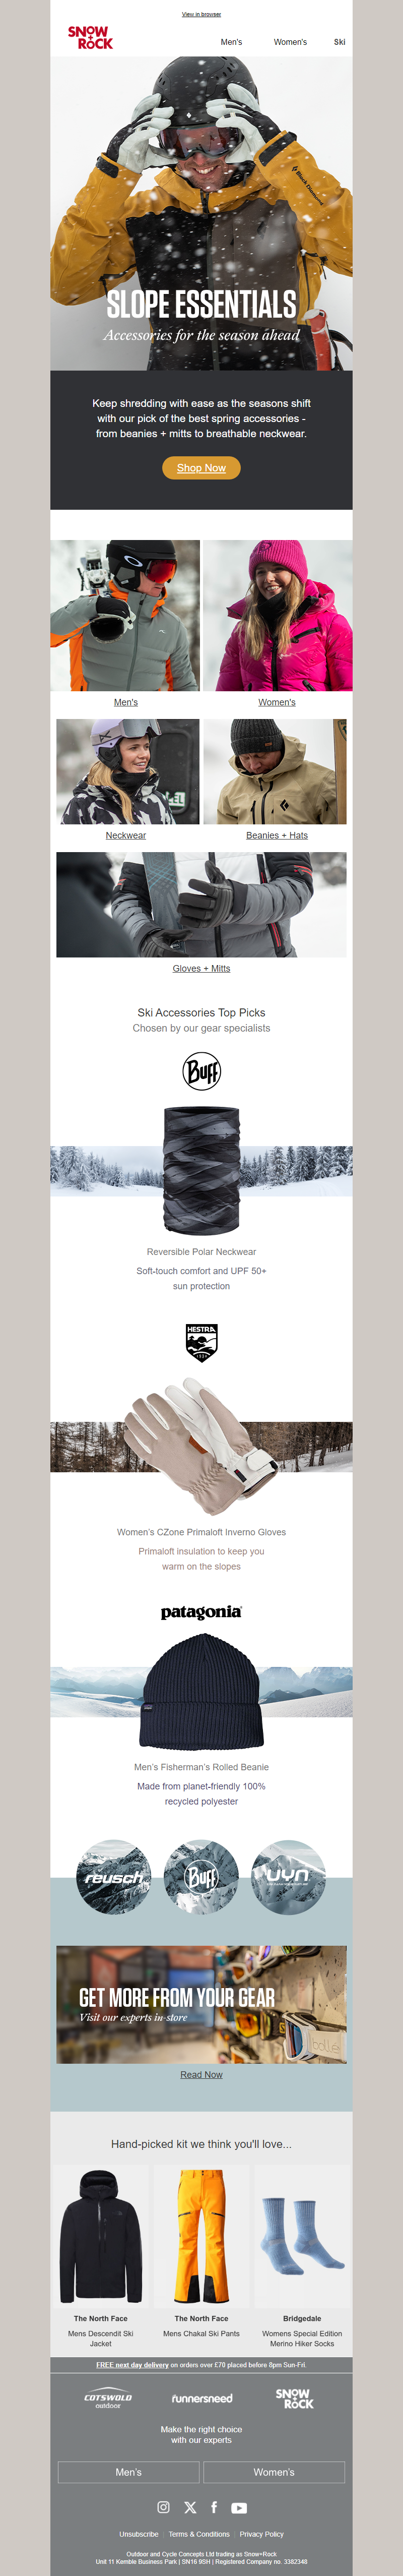 View in browser
SNOW
+ROCK
Men's
Women's
Ski
Black Diamond
SLOPE ESSENTIALS
Accessories for the season ahead
Keep shredding with ease as the seasons shift
with our pick of the best spring accessories -
from beanies + mitts to breathable neckwear.
Shop Now
Men's
Women's
Neckwear
Beanies + Hats
Gloves + Mitts
Ski Accessories Top Picks
Chosen by our gear specialists
Buff
Reversible Polar Neckwear
Soft-touch comfort and UPF 50+
sun protection
HESTRA
Women's CZone Primaloft Inverno Gloves
Primaloft insulation to keep you
warm on the slopes
patagonia
Men's Fisherman's Rolled Beanie
Made from planet-friendly 100%
recycled polyester
reusch
Buff
uyn
GET MORE FROM YOUR GEAR
Visit our experts in-store
bollé
Read Now
Hand-picked kit we think you'll love...
The North Face
Mens Descendit Ski
Jacket
The North Face
Mens Chakal Ski Pants
Bridgedale
Womens Special Edition
Merino Hiker Socks
FREE next day delivery on orders over £70 placed before 8pm Sun-Fri.
COTSWOLD
outdoor
runnersneed
SNOW
+ROCK
Make the right choice
with our experts
Men's
Women's
Unsubscribe | Terms & Conditions | Privacy Policy
Outdoor and Cycle Concepts Ltd trading as Snow+Rock
Unit 11 Kemble Business Park | SN16 9SH | Registered Company no. 3382348